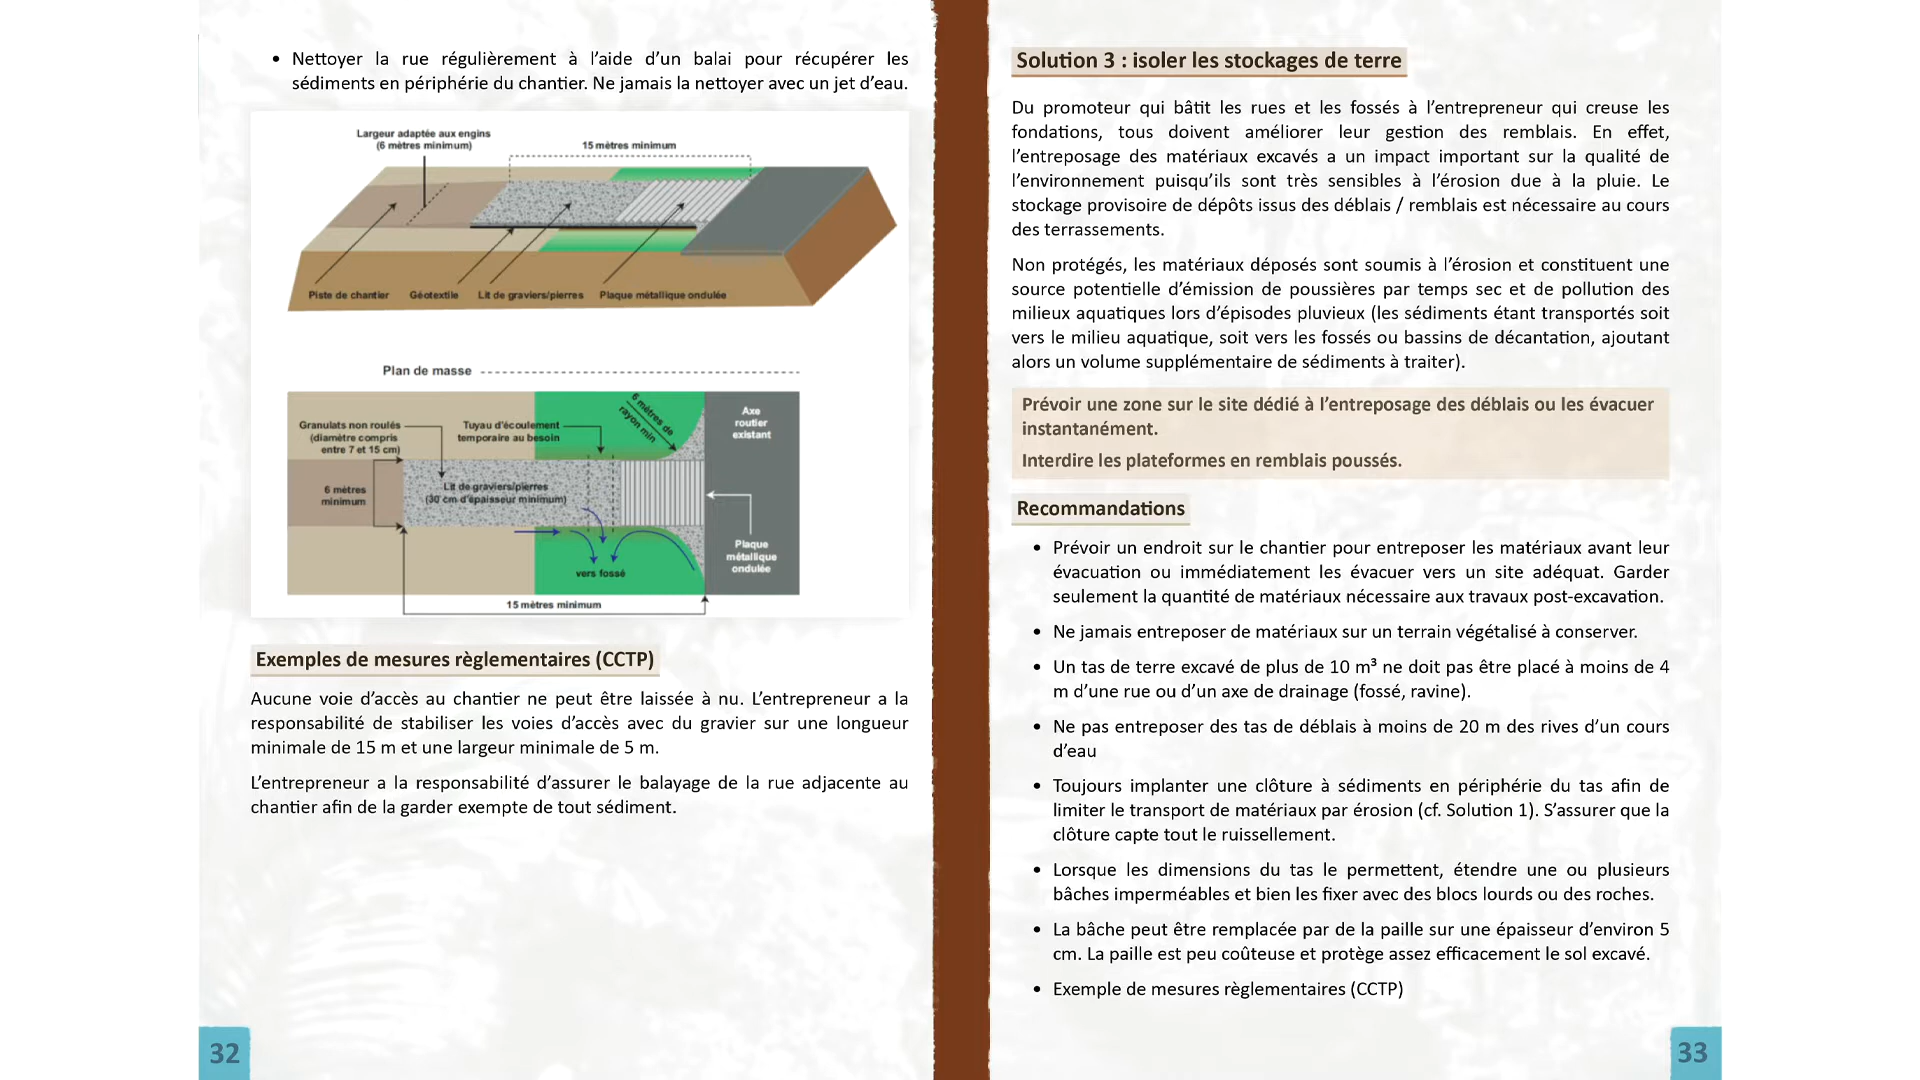 • Nettoyer la rue régulièrement à l’aide d’un balai pour récupérer les
sédiments en périphérie du chantier. Ne jamais la nettoyer avec un jet d’eau.
Largeur adaptée aux engins
(6 mètres minimum)
15 mètres minimum
Piste de chantier
Géotextile
Lit de graviers/pierres
Plaque métallique ondulée
Plan de masse
Granulats non roulés
(diamètre compris
entre 7 et 15 cm)
Tuyau d’écoulement
temporaire au besoin
6 mètres de
rayon min
Axe
routier
existant
6 mètres
minimum
Lit de graviers/pierres
(30 cm d’épaisseur minimum)
Plaque
métallique
ondulée
vers fossé
15 mètres minimum
Exemples de mesures règlementaires (CCTP)
Aucune voie d’accès au chantier ne peut être laissée à nu. L’entrepreneur a la
responsabilité de stabiliser les voies d’accès avec du gravier sur une longueur
minimale de 15 m et une largeur minimale de 5 m.
L’entrepreneur a la responsabilité d’assurer le balayage de la rue adjacente au
chantier afin de la garder exempte de tout sédiment.
32
Solution 3 : isoler les stockages de terre
Du promoteur qui bâtit les rues et les fossés à l’entrepreneur qui creuse les
fondations, tous doivent améliorer leur gestion des remblais. En effet,
l’entreposage des matériaux excavés a un impact important sur la qualité de
l’environnement puisqu’ils sont très sensibles à l’érosion due à la pluie. Le
stockage provisoire de dépôts issus des déblais / remblais est nécessaire au cours
des terrassements.
Non protégés, les matériaux déposés sont soumis à l’érosion et constituent une
source potentielle d’émission de poussières par temps sec et de pollution des
milieux aquatiques lors d’épisodes pluvieux (les sédiments étant transportés soit
vers le milieu aquatique, soit vers les fossés ou bassins de décantation, ajoutant
alors un volume supplémentaire de sédiments à traiter).
Prévoir une zone sur le site dédié à l’entreposage des déblais ou les évacuer
instantanément.
Interdire les plateformes en remblais poussés.
Recommandations
• Prévoir un endroit sur le chantier pour entreposer les matériaux avant leur
évacuation ou immédiatement les évacuer vers un site adéquat. Garder
seulement la quantité de matériaux nécessaire aux travaux post-excavation.
• Ne jamais entreposer de matériaux sur un terrain végétalisé à conserver.
• Un tas de terre excavé de plus de 10 m³ ne doit pas être placé à moins de 4
m d’une rue ou d’un axe de drainage (fossé, ravine).
• Ne pas entreposer des tas de déblais à moins de 20 m des rives d’un cours
d’eau
• Toujours implanter une clôture à sédiments en périphérie du tas afin de
limiter le transport de matériaux par érosion (cf. Solution 1). S’assurer que la
clôture capte tout le ruissellement.
• Lorsque les dimensions du tas le permettent, étendre une ou plusieurs
bâches imperméables et bien les fixer avec des blocs lourds ou des roches.
• La bâche peut être remplacée par de la paille sur une épaisseur d’environ 5
cm. La paille est peu coûteuse et protège assez efficacement le sol excavé.
• Exemple de mesures règlementaires (CCTP)
33